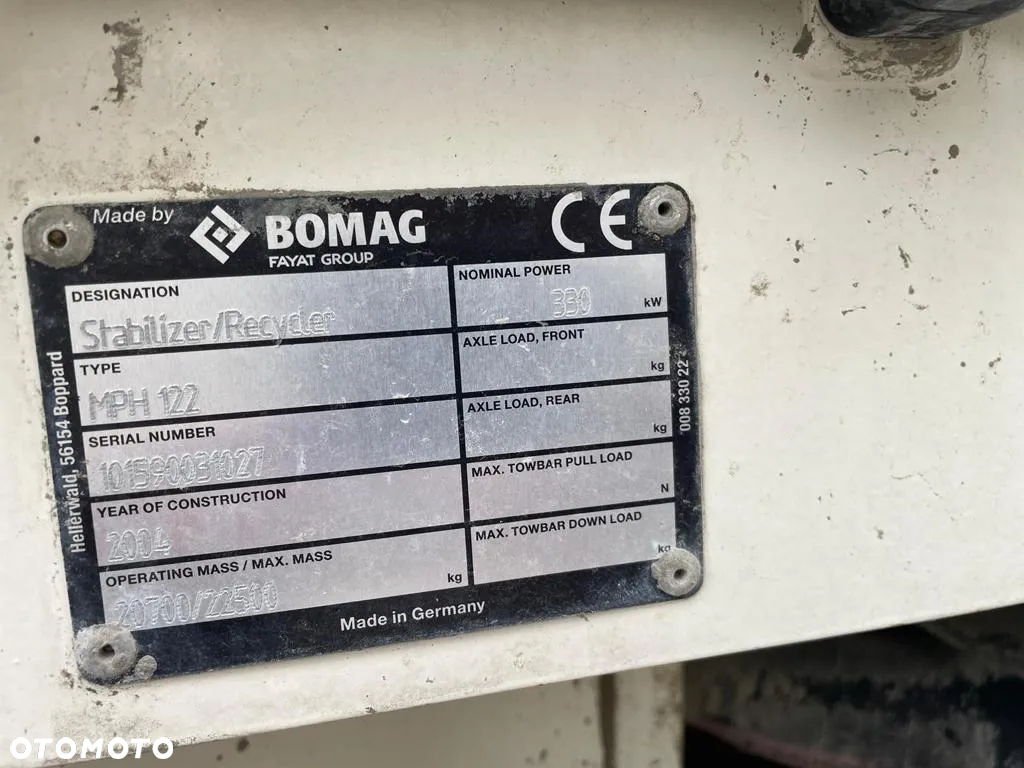 Made by BOMAG
FAYAT GROUP
CE
DESIGNATION
Stabilizer/Recycler
NOMINAL POWER
330 kW
TYPE
MPH 122
AXLE LOAD, FRONT
kg
SERIAL NUMBER
101590031027
AXLE LOAD, REAR
kg
YEAR OF CONSTRUCTION
2004
MAX. TOWBAR PULL LOAD
N
OPERATING MASS / MAX. MASS
20700/22500 kg
MAX. TOWBAR DOWN LOAD
kg
Made in Germany
Hellerwald, 56154 Boppard
008 330 22
OTOMOTO